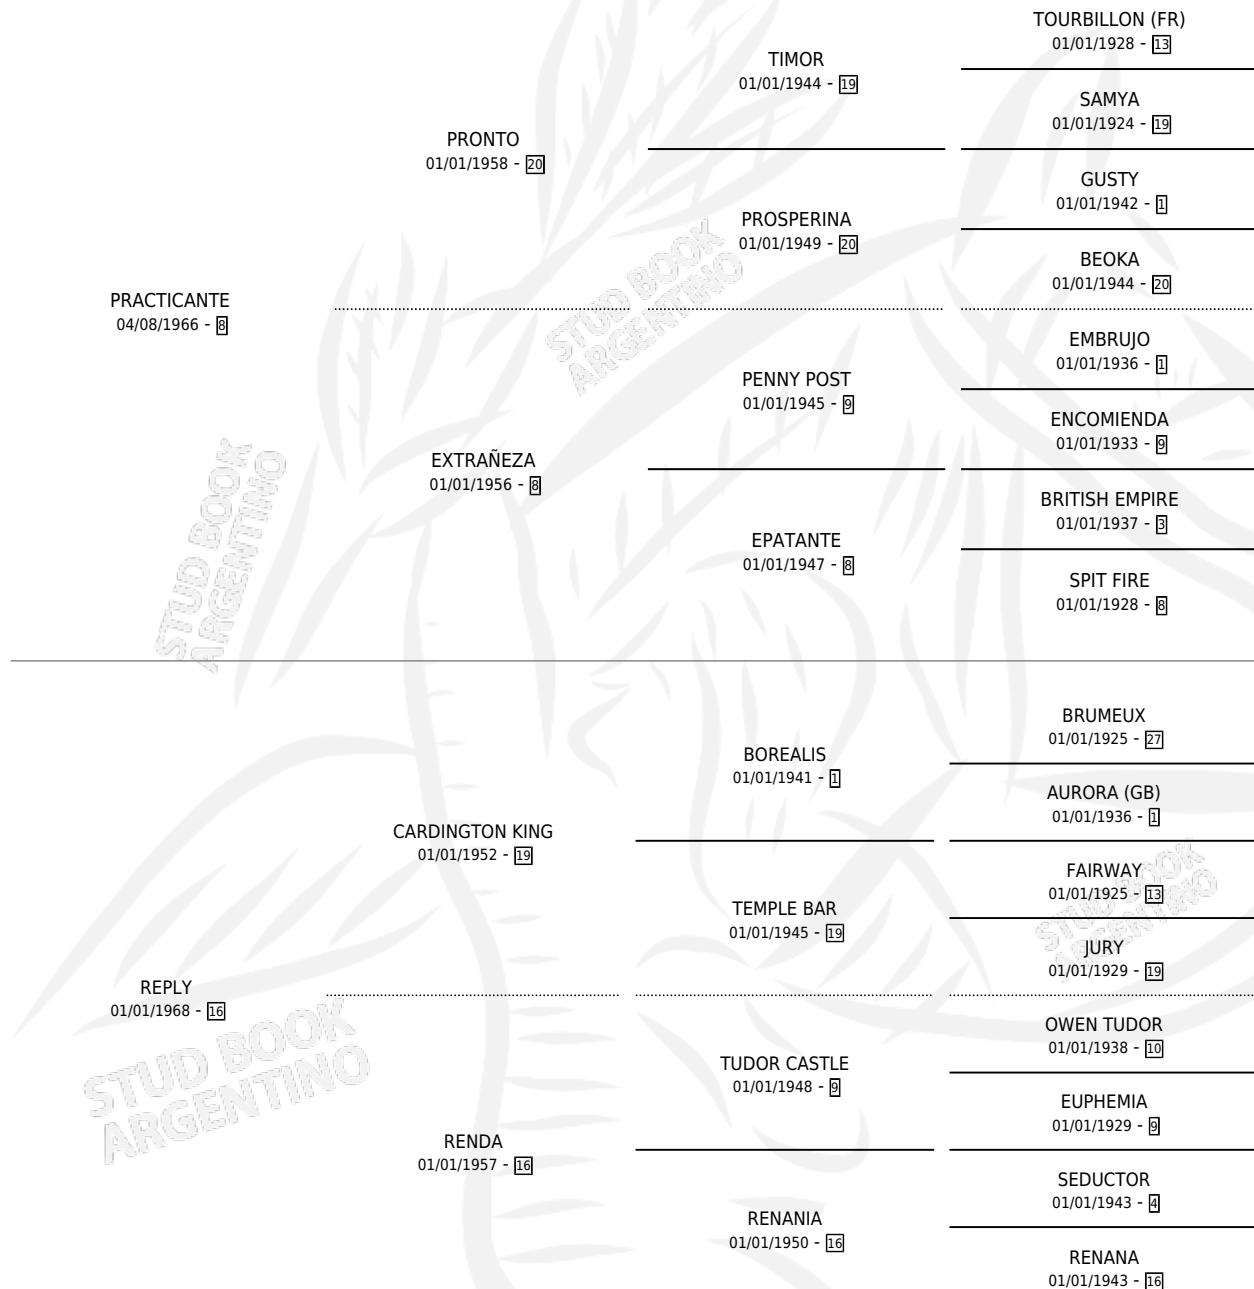 TOURBILLON (FR)
01/01/1928 - 13
TIMOR
01/01/1944 - 19
SAMYA
01/01/1924 - 19
PRONTO
01/01/1958 - 20
GUSTY
01/01/1942 - 1
PROSPERINA
01/01/1949 - 20
BEOKA
01/01/1944 - 20
PRACTICANTE
04/08/1966 - 8
EMBRUJO
01/01/1936 - 1
PENNY POST
01/01/1945 - 9
ENCOMIENDA
01/01/1933 - 9
EXTRAÑEZA
01/01/1956 - 8
BRITISH EMPIRE
01/01/1937 - 3
EPATANTE
01/01/1947 - 8
SPIT FIRE
01/01/1928 - 8
BRUMEUX
01/01/1925 - 27
BOREALIS
01/01/1941 - 1
AURORA (GB)
01/01/1936 - 1
CARDINGTON KING
01/01/1952 - 19
FAIRWAY
01/01/1925 - 13
TEMPLE BAR
01/01/1945 - 19
JURY
01/01/1929 - 19
REPLY
01/01/1968 - 16
OWEN TUDOR
01/01/1938 - 10
TUDOR CASTLE
01/01/1948 - 9
EUPHEMIA
01/01/1929 - 9
RENDA
01/01/1957 - 16
SEDUCTOR
01/01/1943 - 4
RENANIA
01/01/1950 - 16
RENANA
01/01/1943 - 16
STUD BOOK
ARGENTINO
STUD BOOK
ARGENTINO
STUD BOOK
ARGENTINO
STUD BOOK
ARGENTINO